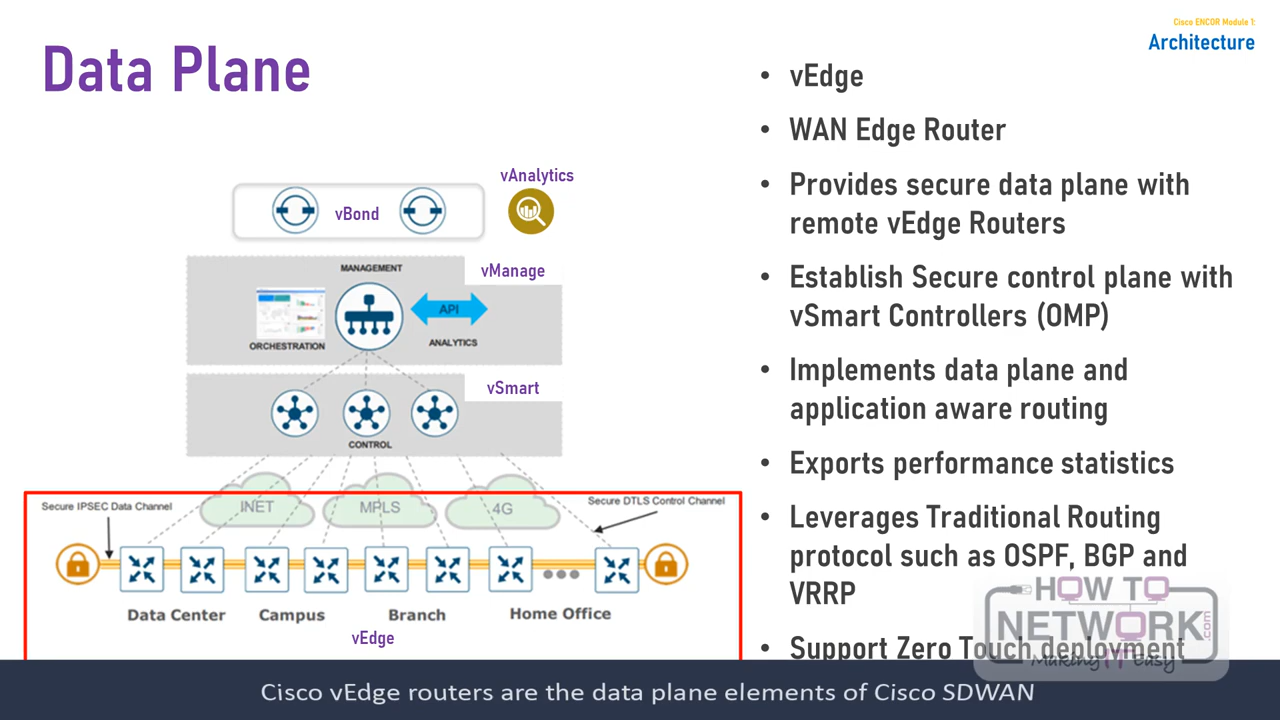 Cisco ENCOR Module 1:
Architecture
Data Plane
• vEdge
• WAN Edge Router
• Provides secure data plane with
remote vEdge Routers
• Establish Secure control plane with
vSmart Controllers (OMP)
• Implements data plane and
application aware routing
• Exports performance statistics
• Leverages Traditional Routing
protocol such as OSPF, BGP and
VRRP
• Support Zero Touch deployment
vAnalytics
vBond
MANAGEMENT
vManage
API
ORCHESTRATION
ANALYTICS
vSmart
CONTROL
INET
MPLS
4G
Secure IPSEC Data Channel
Secure DTLS Control Channel
Data Center
Campus
Branch
Home Office
vEdge
HOW TO
NETWORK.com
Making IT Easy
Cisco vEdge routers are the data plane elements of Cisco SDWAN